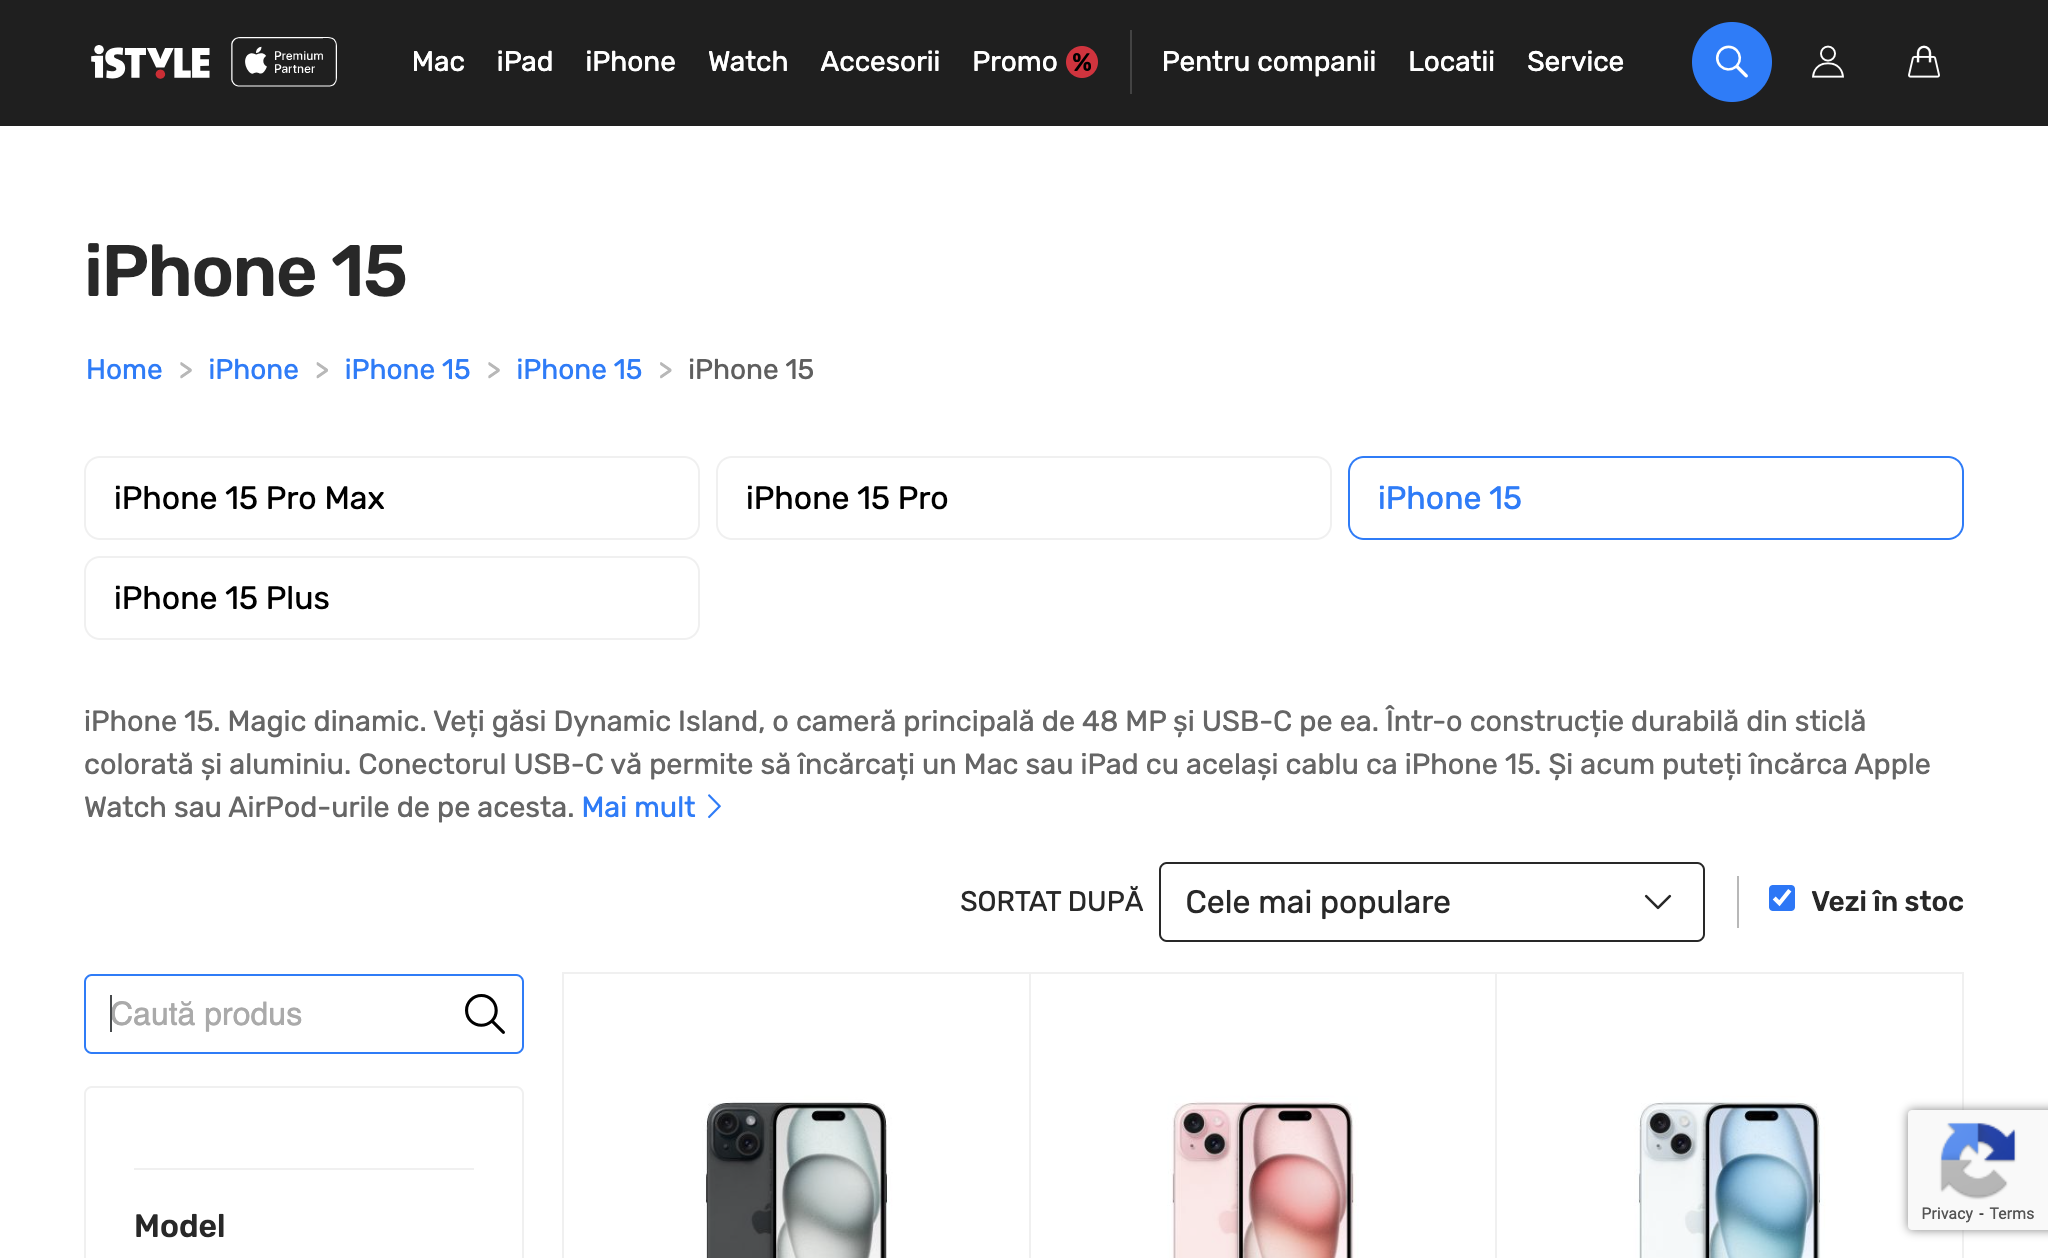 iSTYLE
Premium
Partner
Mac iPad iPhone Watch Accesorii Promo % Pentru companii Locatii Service
iPhone 15
Home > iPhone > iPhone 15 > iPhone 15 > iPhone 15
iPhone 15 Pro Max
iPhone 15 Pro
iPhone 15
iPhone 15 Plus
iPhone 15. Magic dinamic. Veți găsi Dynamic Island, o cameră principală de 48 MP și USB-C pe ea. Într-o construcție durabilă din sticlă
colorată și aluminiu. Conectorul USB-C vă permite să încărcați un Mac sau iPad cu același cablu ca iPhone 15. Și acum puteți încărca Apple
Watch sau AirPod-urile de pe acesta. Mai mult >
SORTAT DUPĂ Cele mai populare Vezi în stoc
Caută produs
Model
Privacy - Terms